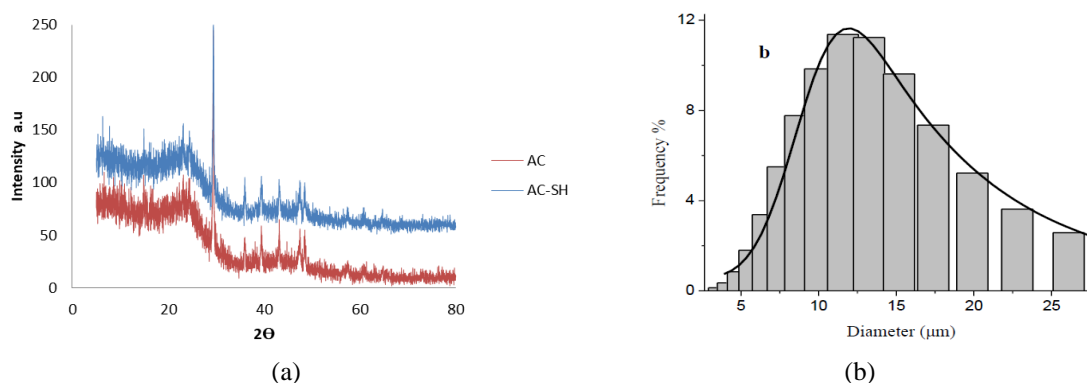 250
200
150
100
50
0
Intensity a.u
0 20 40 60 80
2ϴ
AC
AC-SH
(a)
12
8
4
0
Frequency %
b
5 10 15 20 25
Diameter (μm)
(b)